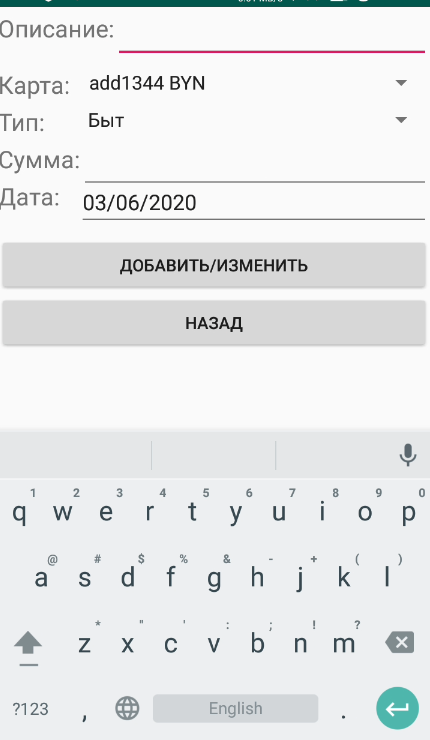 Описание:
Карта: add1344 BYN
Тип: Быт
Сумма:
Дата: 03/06/2020
ДОБАВИТЬ/ИЗМЕНИТЬ
НАЗАД
1 2 3 4 5 6 7 8 9 0
q w e r t y u i o p
@ # $ % & - + ( )
a s d f g h j k l
* " ' : ; ! ?
z x c v b n m
?123 , English .